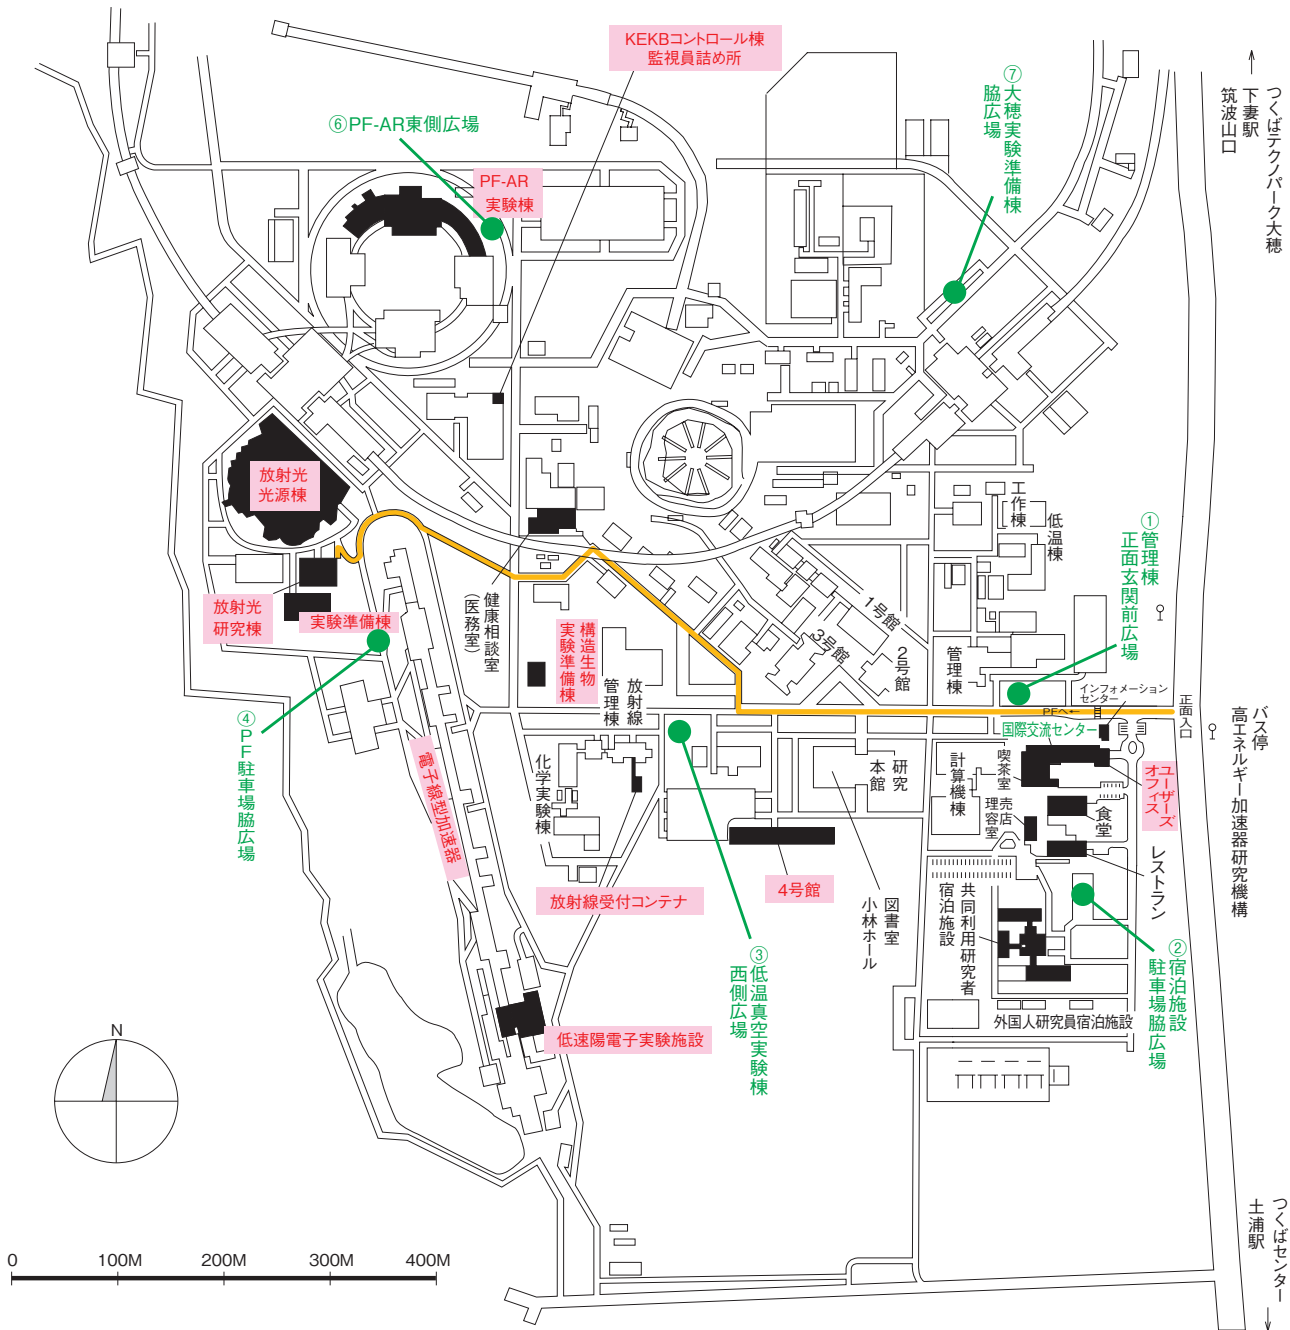 KEKBコントロール棟
監視員詰め所
⑥PF-AR東側広場
PF-AR
実験棟
⑦大穂実験準備棟
脇広場
つくばテクノパーク大穂
下妻駅
筑波山口
放射光
光源棟
放射光
研究棟
実験準備棟
健康相談室
（医務室）
構造生物
実験準備棟
放射線
管理棟
1号館
3号館
2号館
管理棟
工作棟
低温棟
①管理棟
正面玄関前広場
インフォメーション
センター
PFへ←
正面入口
国際交流センター
バス停
高エネルギー加速器研究機構
④PF駐車場脇広場
電子線型加速器
化学実験棟
放射線受付コンテナ
4号館
研究
本館
計算機棟
喫茶室
売店
理容室
食堂
ユーザーズ
オフィス
レストラン
図書室
小林ホール
共同利用研究者
宿泊施設
③低温真空実験棟
西側広場
②宿泊施設
駐車場脇広場
外国人研究員宿泊施設
低速陽電子実験施設
N
0 100M 200M 300M 400M
つくばセンター
土浦駅